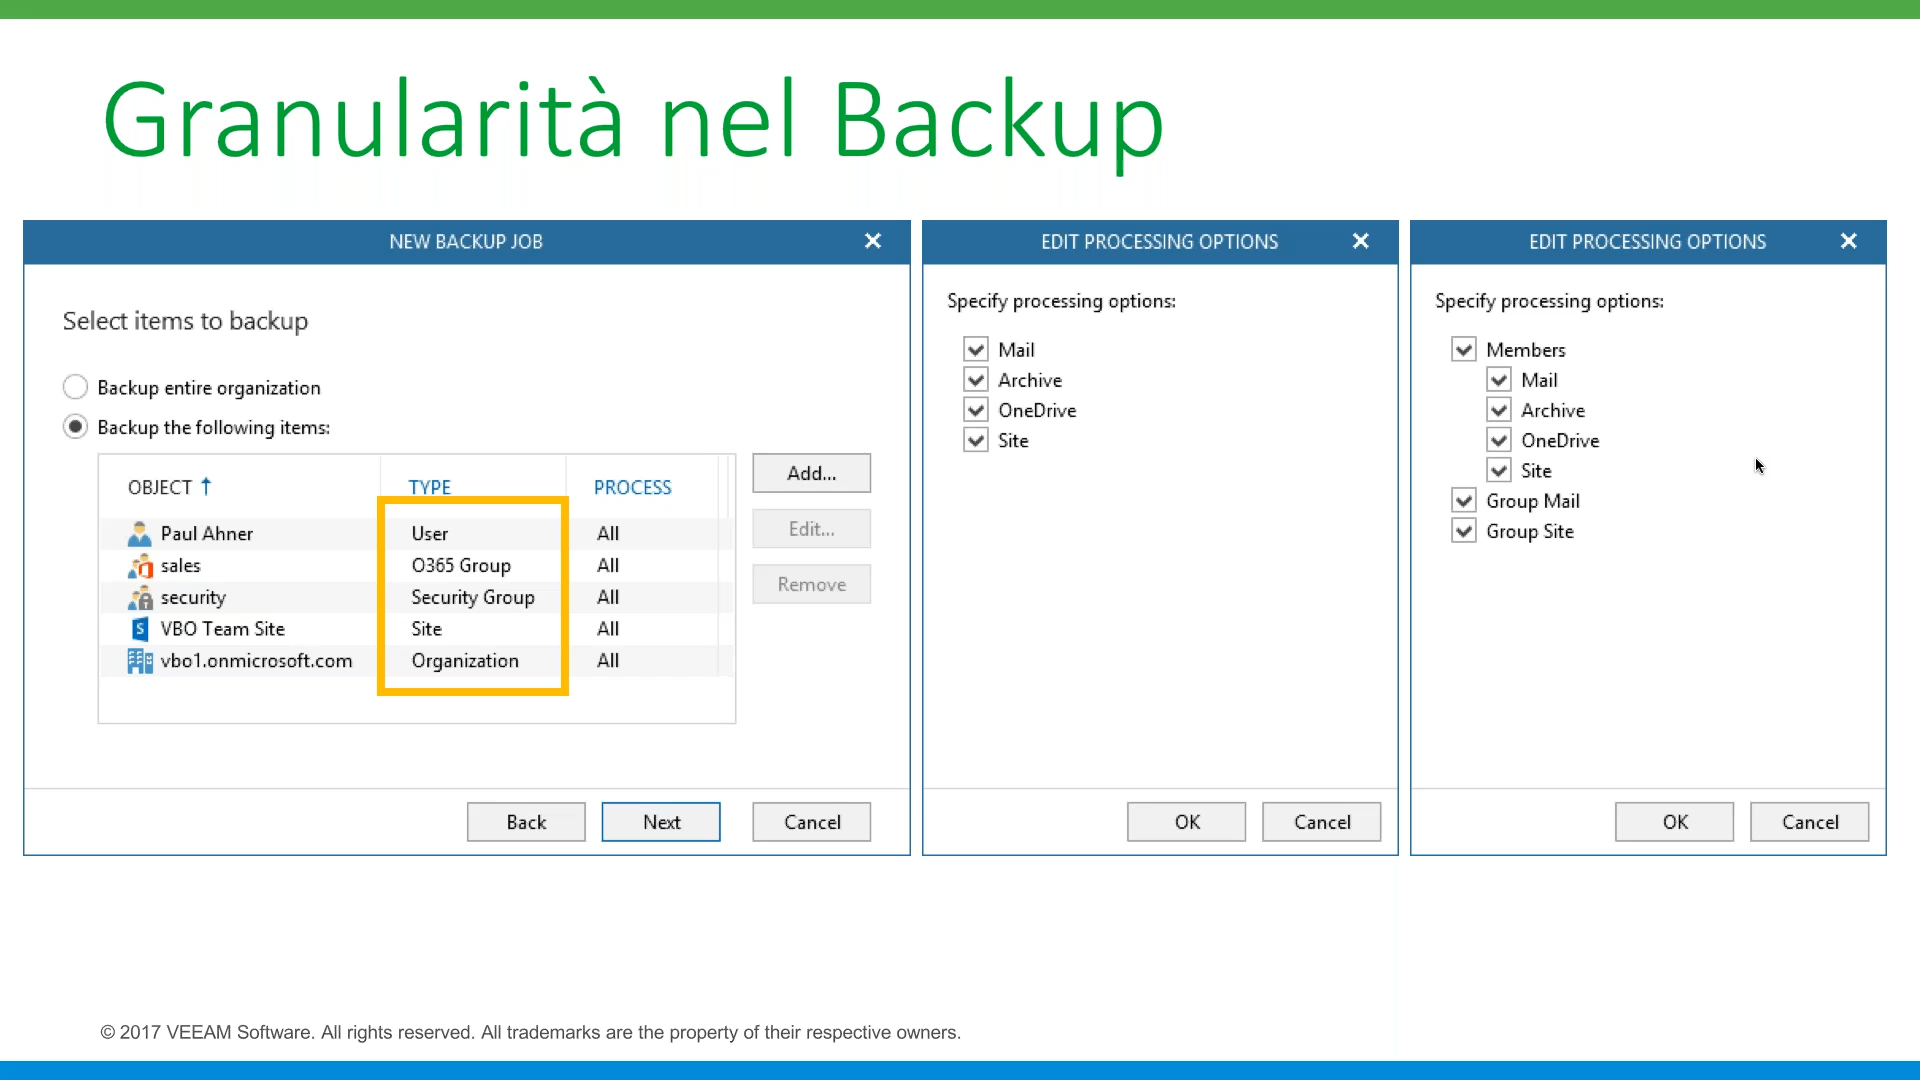 Granularità nel Backup
NEW BACKUP JOB
Select items to backup
Backup entire organization
Backup the following items:
OBJECT TYPE PROCESS
Paul Ahner User All
sales O365 Group All
security Security Group All
VBO Team Site Site All
vbo1.onmicrosoft.com Organization All
Add...
Edit...
Remove
Back Next Cancel
EDIT PROCESSING OPTIONS
Specify processing options:
Mail
Archive
OneDrive
Site
OK Cancel
EDIT PROCESSING OPTIONS
Specify processing options:
Members
Mail
Archive
OneDrive
Site
Group Mail
Group Site
OK Cancel
© 2017 VEEAM Software. All rights reserved. All trademarks are the property of their respective owners.